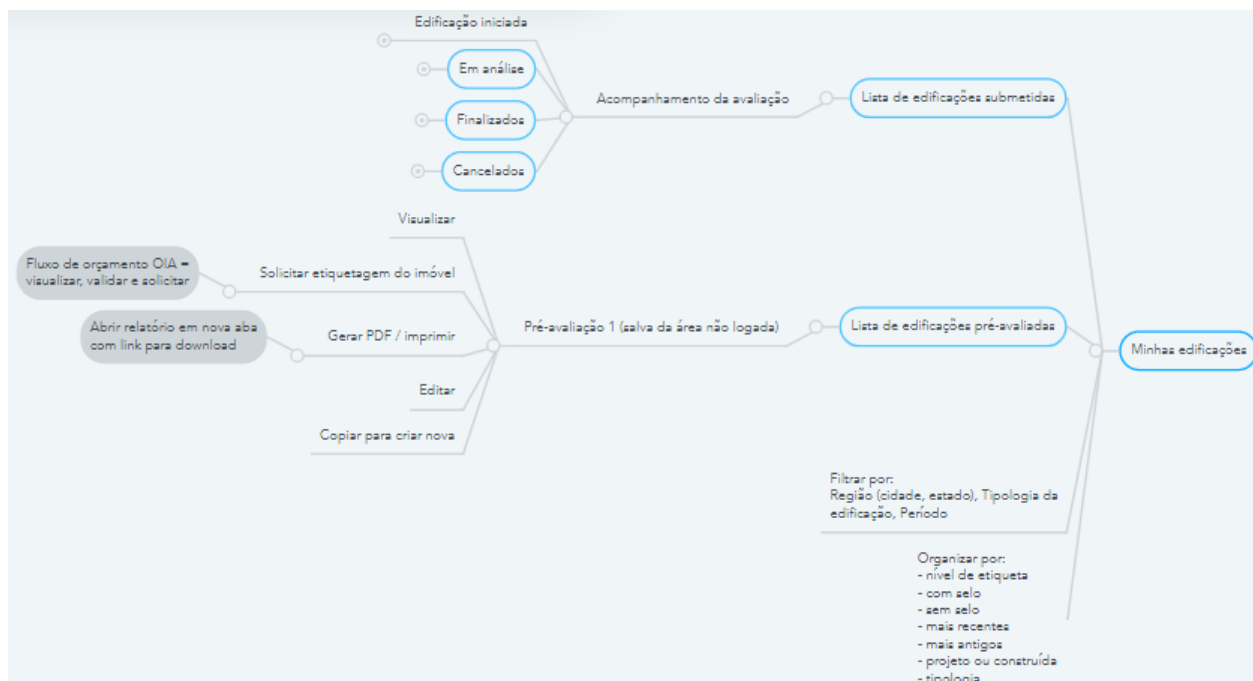 Edificação iniciada
Em análise
Finalizados
Cancelados
Acompanhamento da avaliação
Lista de edificações submetidas
Visualizar
Fluxo de orçamento OIA =
visualizar, validar e solicitar
Solicitar etiquetagem do imóvel
Abrir relatório em nova aba
com link para download
Gerar PDF / imprimir
Editar
Copiar para criar nova
Pré-avaliação 1 (salva da área não logada)
Lista de edificações pré-avaliadas
Minhas edificações
Filtrar por:
Região (cidade, estado), Tipologia da
edificação, Período
Organizar por:
- nível de etiqueta
- com selo
- sem selo
- mais recentes
- mais antigos
- projeto ou construída
- tipologia